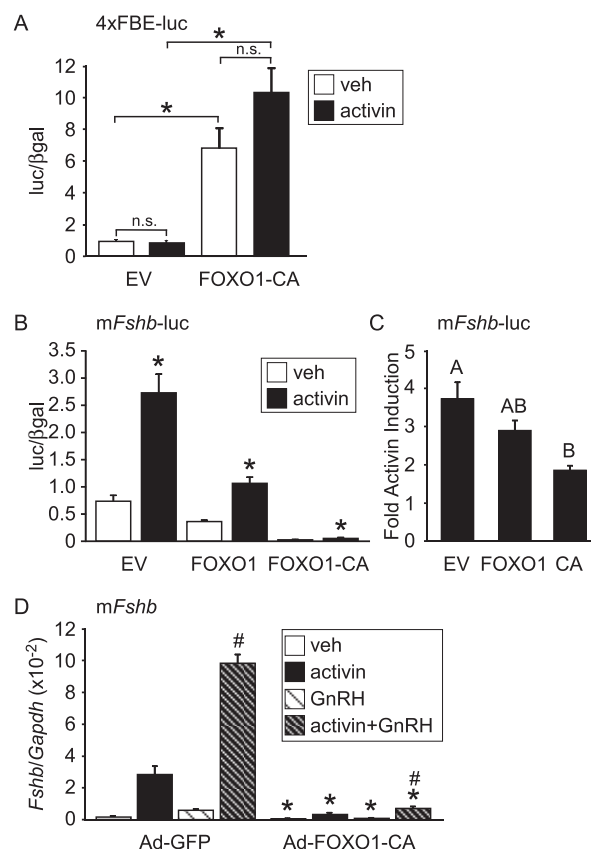 A 4xFBE-luc
12
10
8
6
4
2
0
luc/βgal
n.s.
*
*
n.s.
veh
activin
EV FOXO1-CA
B mFshb-luc
3.5
3.0
2.5
2.0
1.5
1.0
0.5
0
luc/βgal
*
*
*
veh
activin
EV FOXO1 FOXO1-CA
C mFshb-luc
5
4
3
2
1
0
Fold Activin Induction
A
AB
B
EV FOXO1 CA
D mFshb
12
10
8
6
4
2
0
Fshb/Gapdh (x10⁻²)
#
#
* * * *
veh
activin
GnRH
activin+GnRH
Ad-GFP Ad-FOXO1-CA